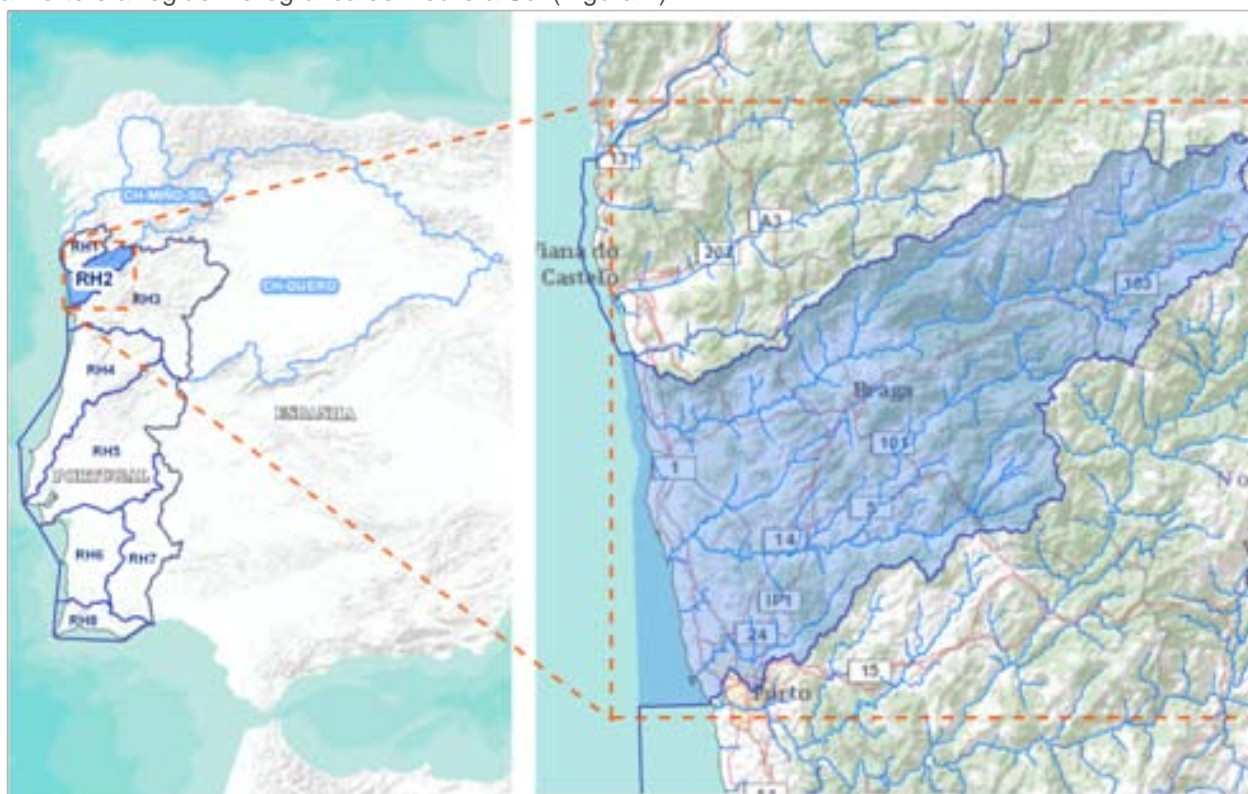 CH-MIÑO-SIL
RH1
RH2
RH3
CH-DUERO
RH4
ESPANHA
RH5
PORTUGAL
RH6
RH7
RH8
13
A3
202
Viana do
Castelo
103
Braga
101
1
5
14
IP1
24
15
Porto